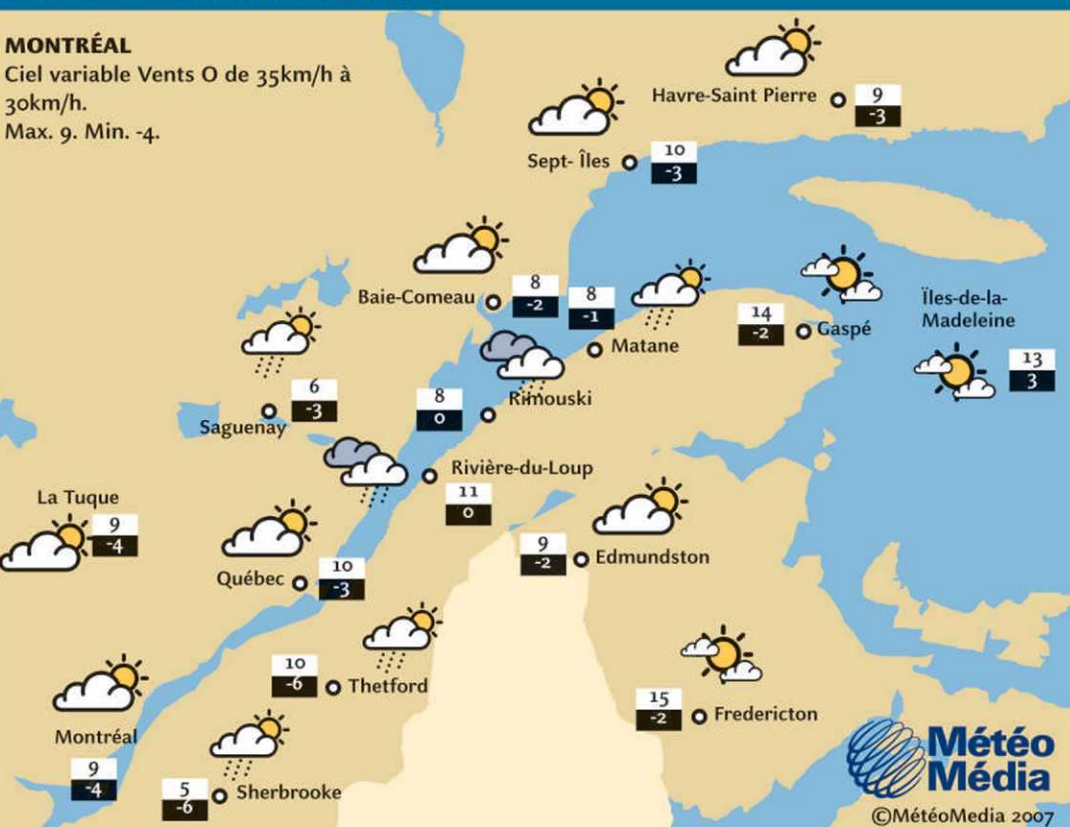 MONTRÉAL
Ciel variable Vents O de 35km/h à
30km/h.
Max. 9. Min. -4.
Havre-Saint Pierre
9
-3
Sept- Îles
10
-3
Baie-Comeau
8
-2
8
-1
Matane
14
-2
Gaspé
Ïles-de-la-
Madeleine
13
3
6
-3
Saguenay
8
0
Rimouski
Rivière-du-Loup
11
0
La Tuque
9
-4
Québec
10
-3
9
-2
Edmundston
10
-6
Thetford
15
-2
Fredericton
Montréal
9
-4
5
-6
Sherbrooke
Météo
Média
©MétéoMedia 2007